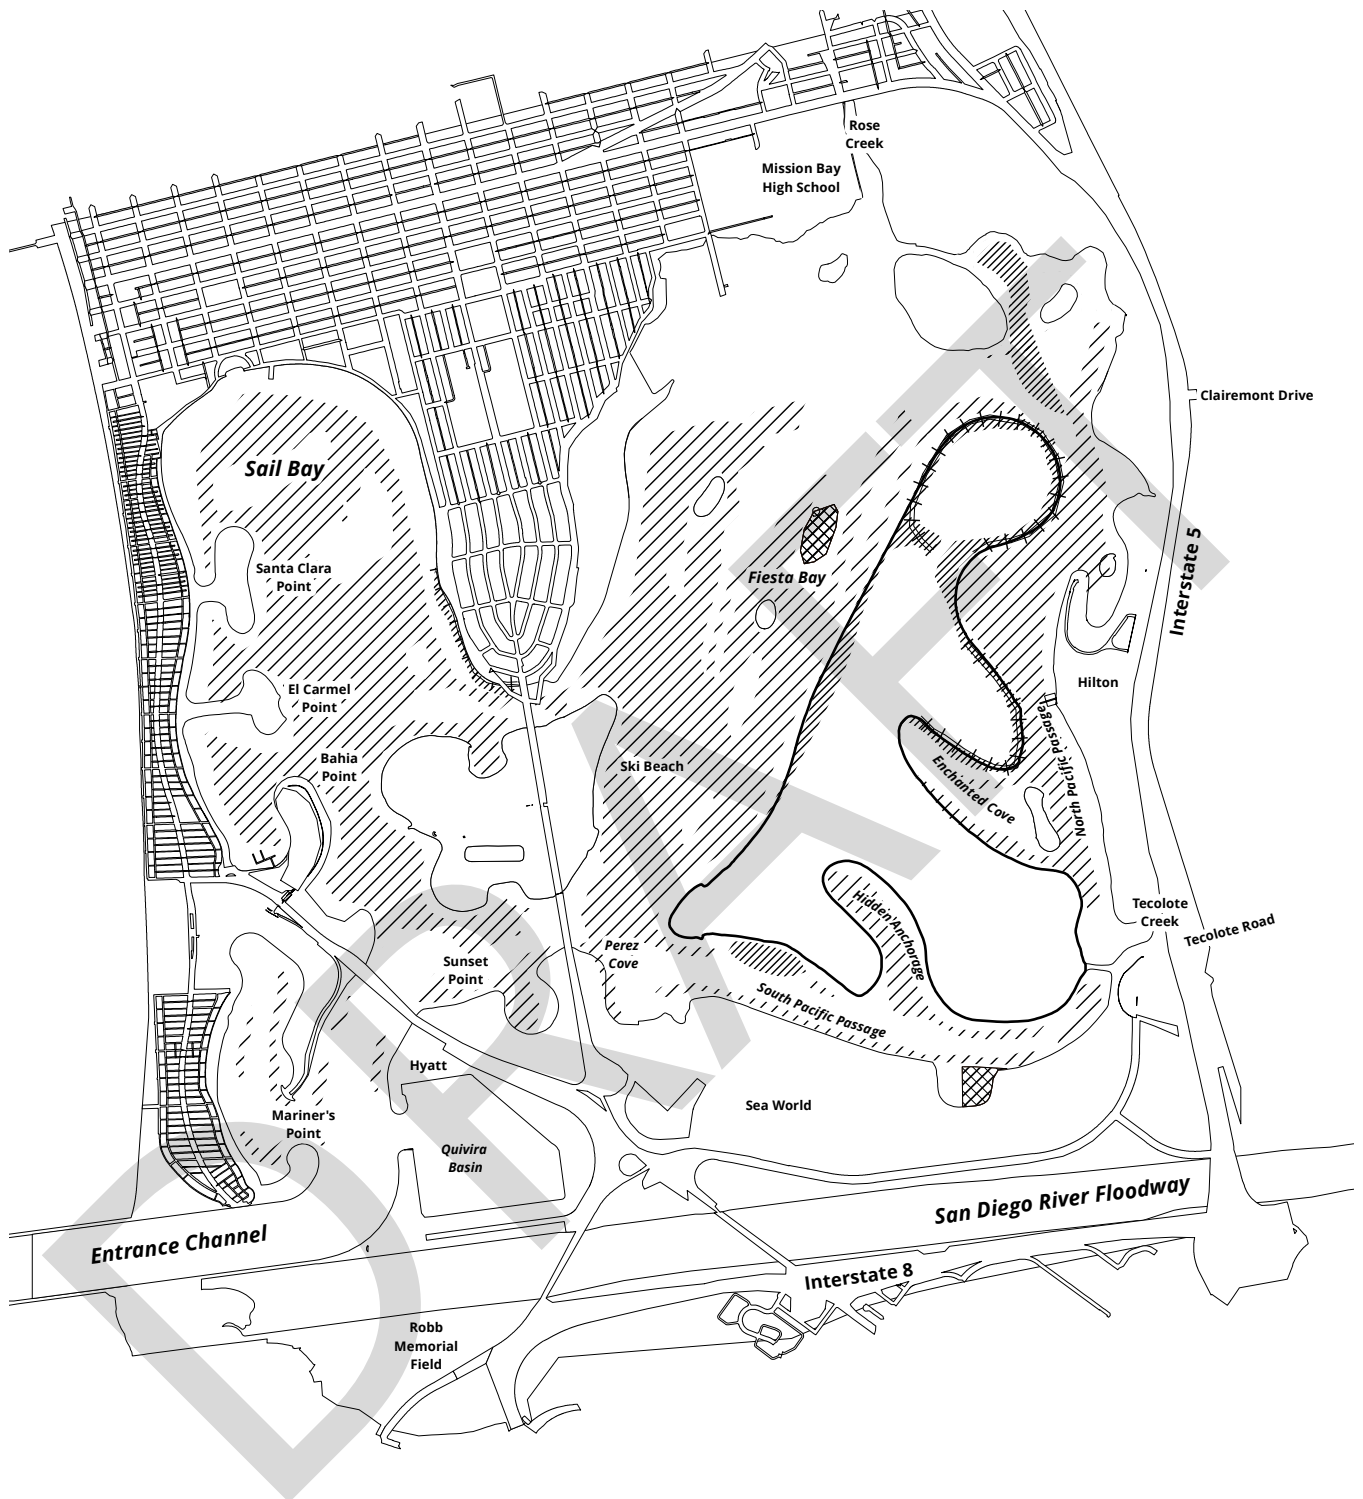 Rose
Creek
Mission Bay
High School
Clairemont Drive
Sail Bay
Interstate 5
Santa Clara
Point
Fiesta Bay
Hilton
El Carmel
Point
North Pacific Passage
Bahia
Point
Ski Beach
Enchanted Cove
Tecolote
Creek
Tecolote Road
Hidden Anchorage
Perez
Cove
Sunset
Point
South Pacific Passage
Hyatt
Sea World
Mariner's
Point
Quivira
Basin
San Diego River Floodway
Entrance Channel
Interstate 8
Robb
Memorial
Field
DRAFT